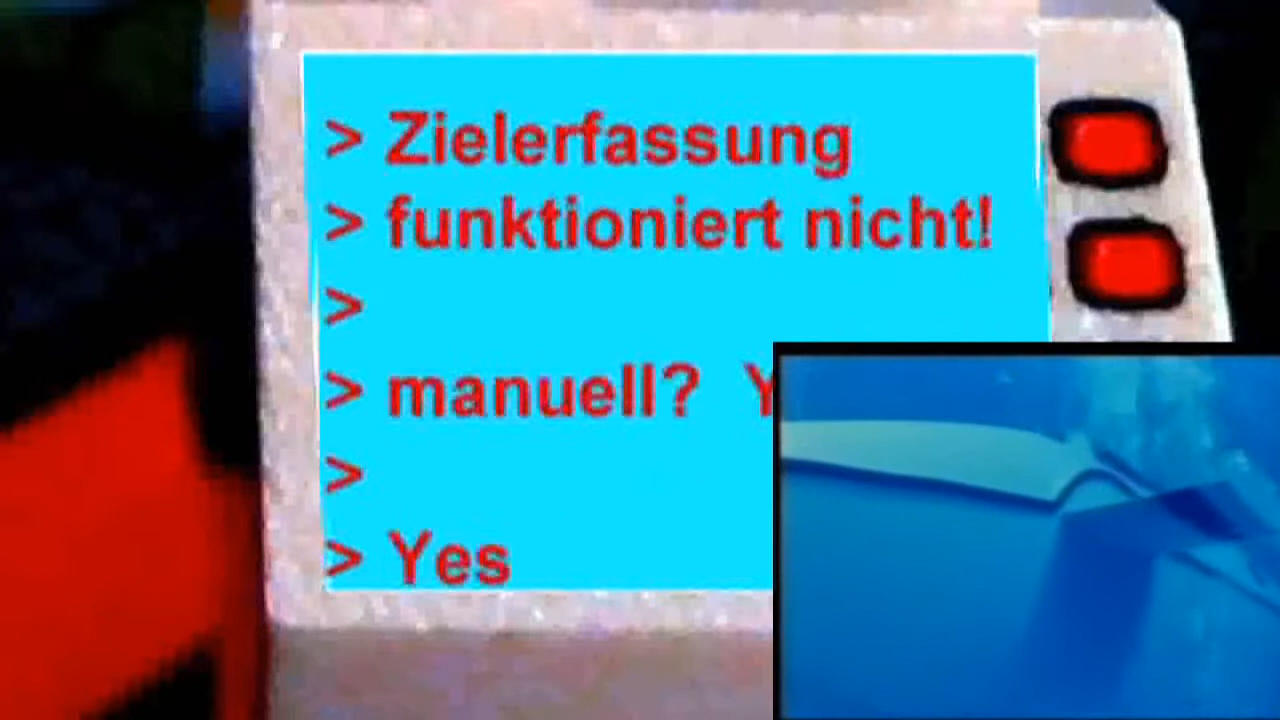 > Zielerfassung
> funktioniert nicht!
>
> manuell? Y
>
> Yes